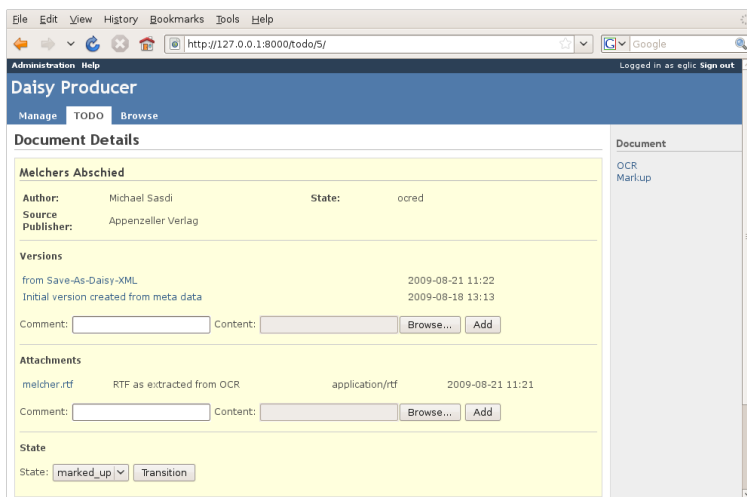 File Edit View History Bookmarks Tools Help
http://127.0.0.1:8000/todo/5/ G Google
Administration Help Logged in as eglic Sign out
Daisy Producer
Manage TODO Browse
Document Details
Document
OCR
Markup
Melchers Abschied
Author: Michael Sasdi State: ocred
Source Publisher: Appenzeller Verlag
Versions
from Save-As-Daisy-XML 2009-08-21 11:22
Initial version created from meta data 2009-08-18 13:13
Comment: Content: Browse... Add
Attachments
melcher.rtf RTF as extracted from OCR application/rtf 2009-08-21 11:21
Comment: Content: Browse... Add
State
State: marked_up Transition